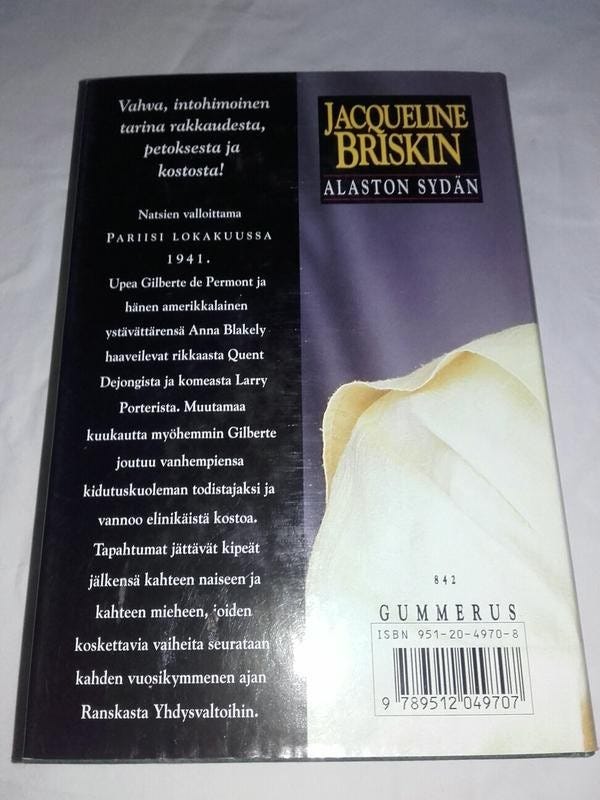 Vahva, intohimoinen
tarina rakkaudesta,
petoksesta ja
kostosta!
Natsien valloittama
PARIISI LOKAKUUSSA
1941.
Upea Gilberte de Permont ja
hänen amerikkalainen
ystävättärensä Anna Blakely
haaveilevat rikkaasta Quent
Dejongista ja komeasta Larry
Porterista. Muutamaa
kuukautta myöhemmin Gilberte
joutuu vanhempiensa
kidutuskuoleman todistajaksi ja
vannoo elinikäistä kostoa.
Tapahtumat jättävät kipeät
jälkensä kahteen naiseen ja
kahteen mieheen, joiden
koskettavia vaiheita seurataan
kahden vuosikymmenen ajan
Ranskasta Yhdysvaltoihin.
JACQUELINE
BRISKIN
ALASTON SYDÄN
842
GUMMERUS
ISBN 951-20-4970-8
9 789512 049707